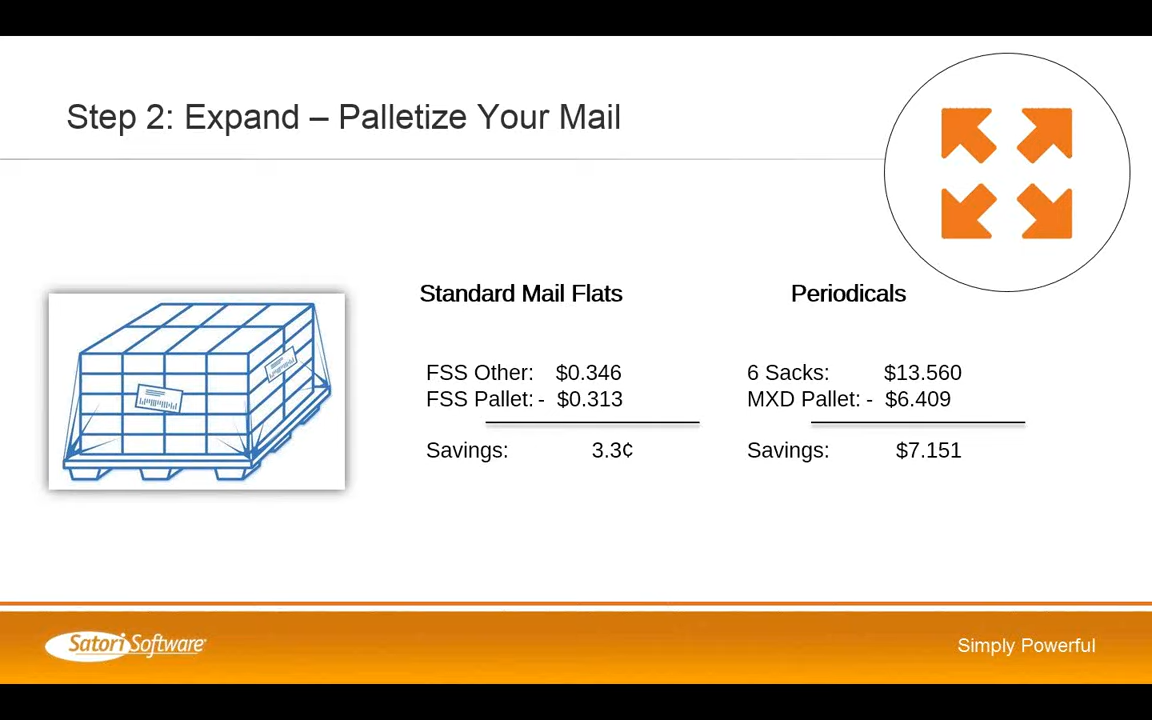 Step 2: Expand – Palletize Your Mail
Standard Mail Flats
FSS Other: $0.346
FSS Pallet: - $0.313
Savings: 3.3¢
Periodicals
6 Sacks: $13.560
MXD Pallet: - $6.409
Savings: $7.151
Satori Software
Simply Powerful